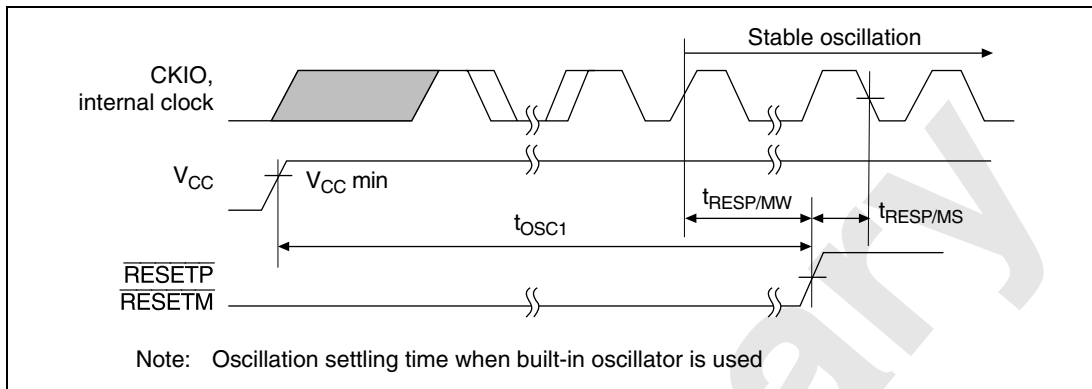 Stable oscillation
CKIO,
internal clock
VCC
VCC min
tRESP/MW
tRESP/MS
tOSC1
RESETP
RESETM
Note: Oscillation settling time when built-in oscillator is used